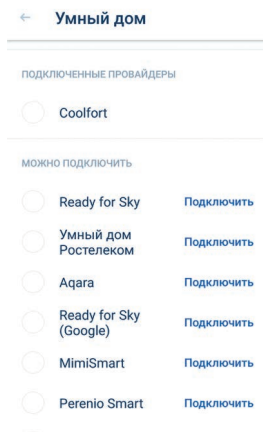 Умный дом
ПОДКЛЮЧЕННЫЕ ПРОВАЙДЕРЫ
Coolfort
МОЖНО ПОДКЛЮЧИТЬ
Ready for Sky Подключить
Умный дом
Ростелеком Подключить
Aqara Подключить
Ready for Sky
(Google) Подключить
MimiSmart Подключить
Perenio Smart Подключить